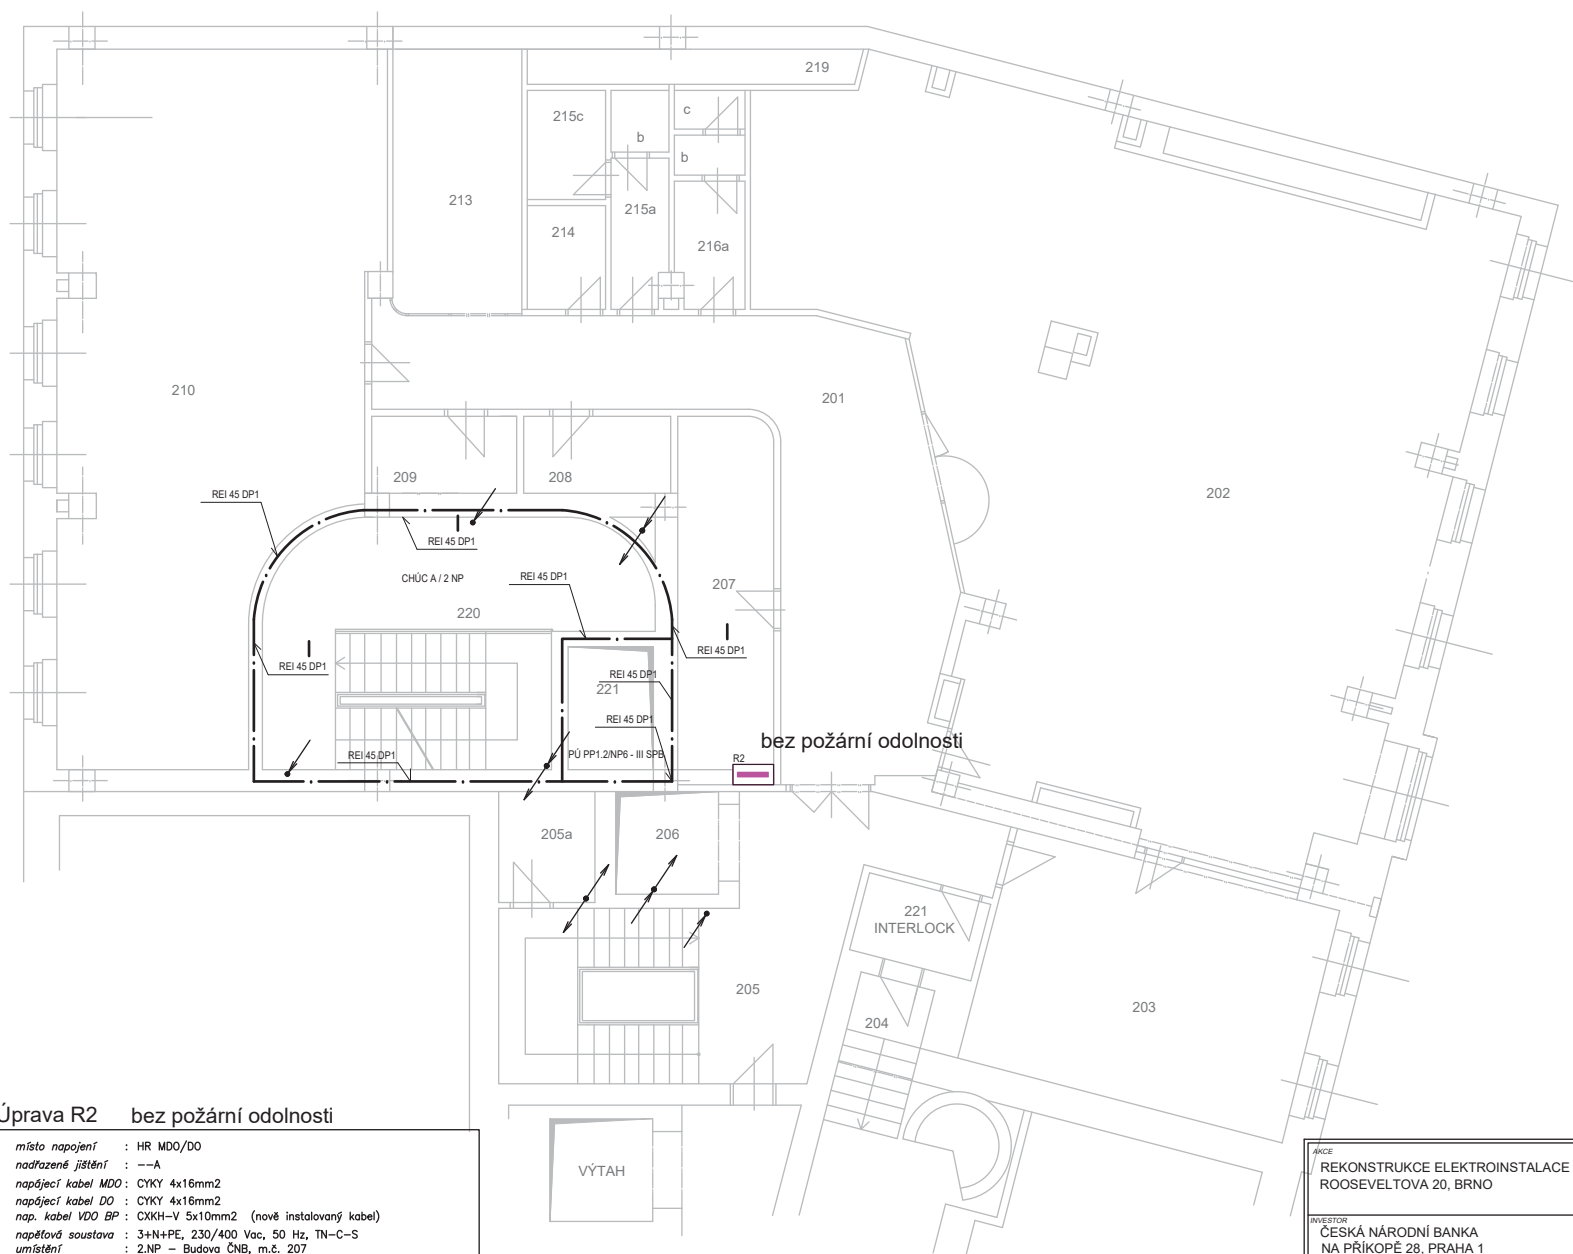 219
215c
b
c
b
213
215a
214
216a
210
201
209
208
202
REI 45 DP1
REI 45 DP1
CHÚC A / 2 NP
REI 45 DP1
207
220
REI 45 DP1
REI 45 DP1
REI 45 DP1
221
REI 45 DP1
REI 45 DP1
PÚ PP1.2/NP6 - III SPB
bez požární odolnosti
R2
205a
206
221
INTERLOCK
205
204
203
VÝTAH
Úprava R2 bez požární odolnosti
místo napojení : HR MDO/DO
nadřazené jištění : --A
napájecí kabel MDO : CYKY 4x16mm2
napájecí kabel DO : CYKY 4x16mm2
nap. kabel VDO BP : CXKH-V 5x10mm2 (nově instalovaný kabel)
napěťová soustava : 3+N+PE, 230/400 Vac, 50 Hz, TN-C-S
umístění : 2.NP - Budova ČNB, m.č. 207
AKCE
REKONSTRUKCE ELEKTROINSTALACE
ROOSEVELTOVA 20, BRNO
INVESTOR
ČESKÁ NÁRODNÍ BANKA
NA PŘÍKOPĚ 28, PRAHA 1